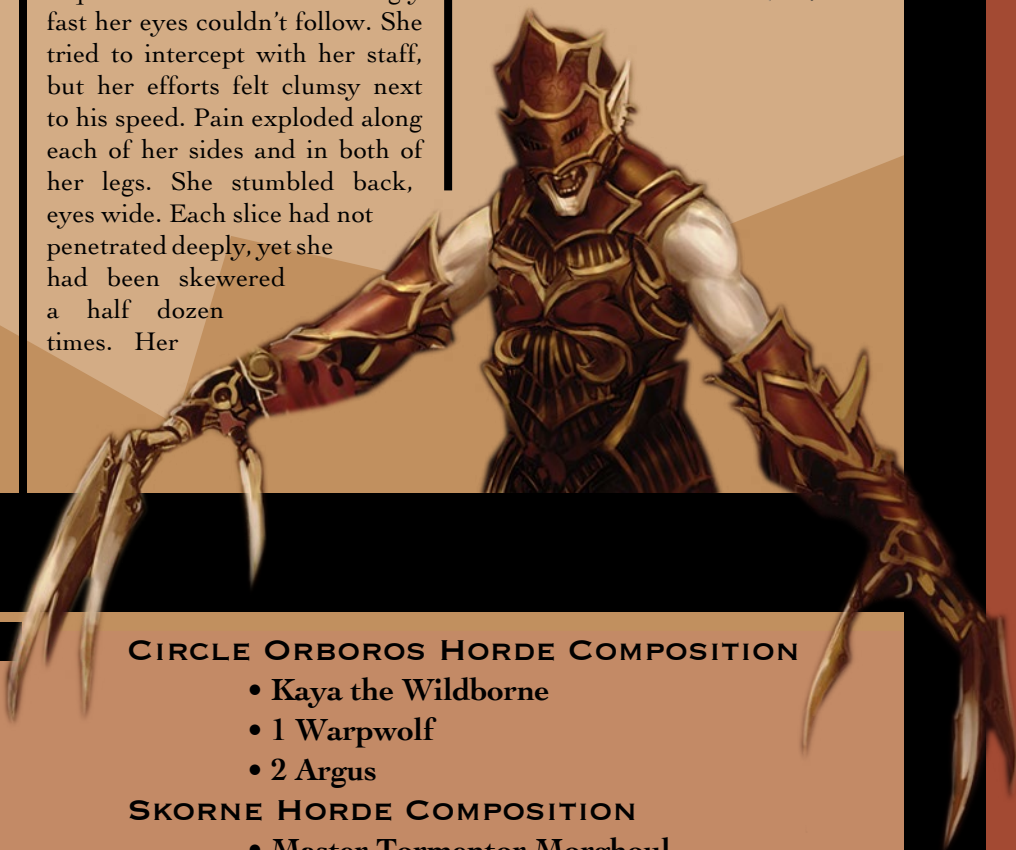 fast her eyes couldn't follow. She
tried to intercept with her staff,
but her efforts felt clumsy next
to his speed. Pain exploded along
each of her sides and in both of
her legs. She stumbled back,
eyes wide. Each slice had not
penetrated deeply, yet she
had been skewered
a half dozen
times. Her
CIRCLE ORBOROS HORDE COMPOSITION
• Kaya the Wildborne
• 1 Warpwolf
• 2 Argus
SKORNE HORDE COMPOSITION
• Master Tormentor Morghoul